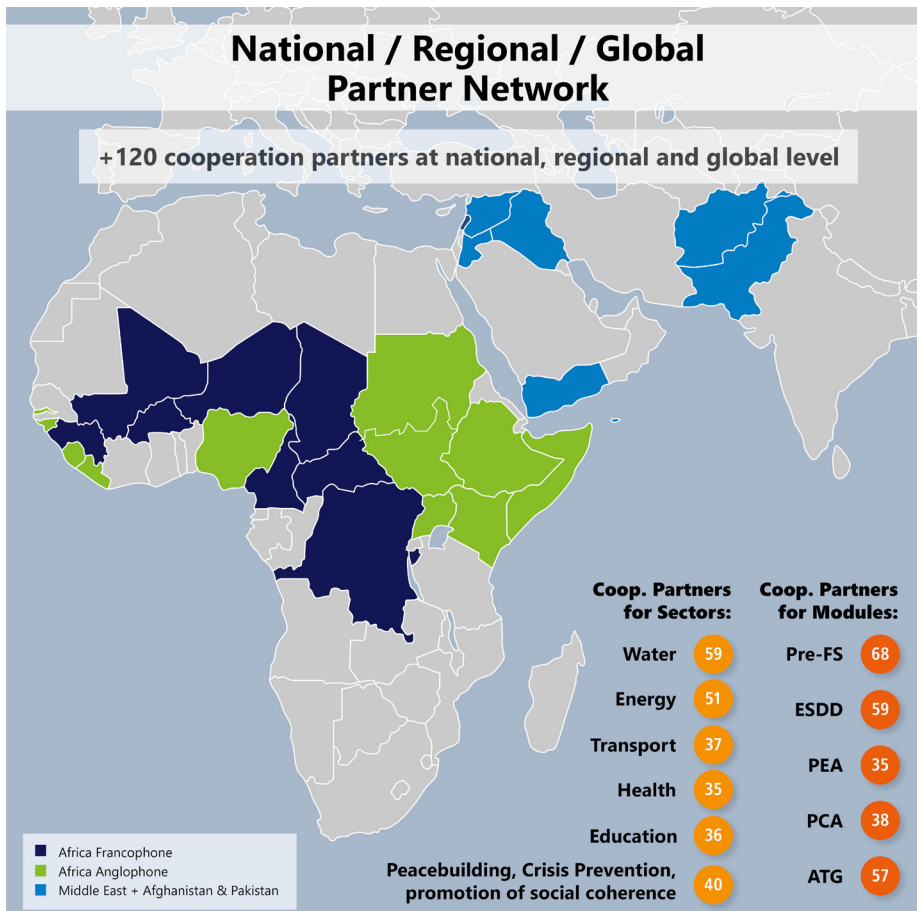 National / Regional / Global
Partner Network
+120 cooperation partners at national, regional and global level
Coop. Partners
for Sectors:
Water 59
Energy 51
Transport 37
Health 35
Education 36
Peacebuilding, Crisis Prevention,
promotion of social coherence 40
Coop. Partners
for Modules:
Pre-FS 68
ESDD 59
PEA 35
PCA 38
ATG 57
Africa Francophone
Africa Anglophone
Middle East + Afghanistan & Pakistan